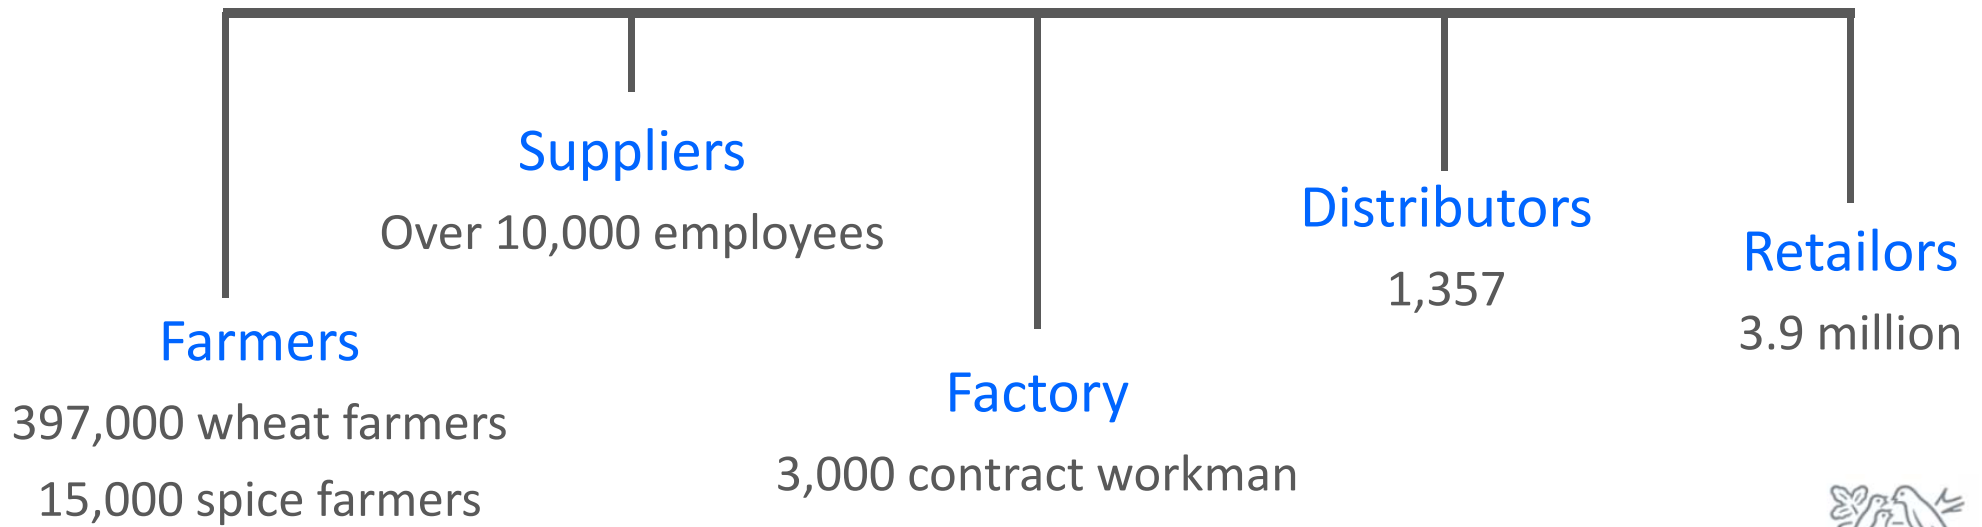 Farmers
397,000 wheat farmers
15,000 spice farmers
Suppliers
Over 10,000 employees
Factory
3,000 contract workman
Distributors
1,357
Retailors
3.9 million